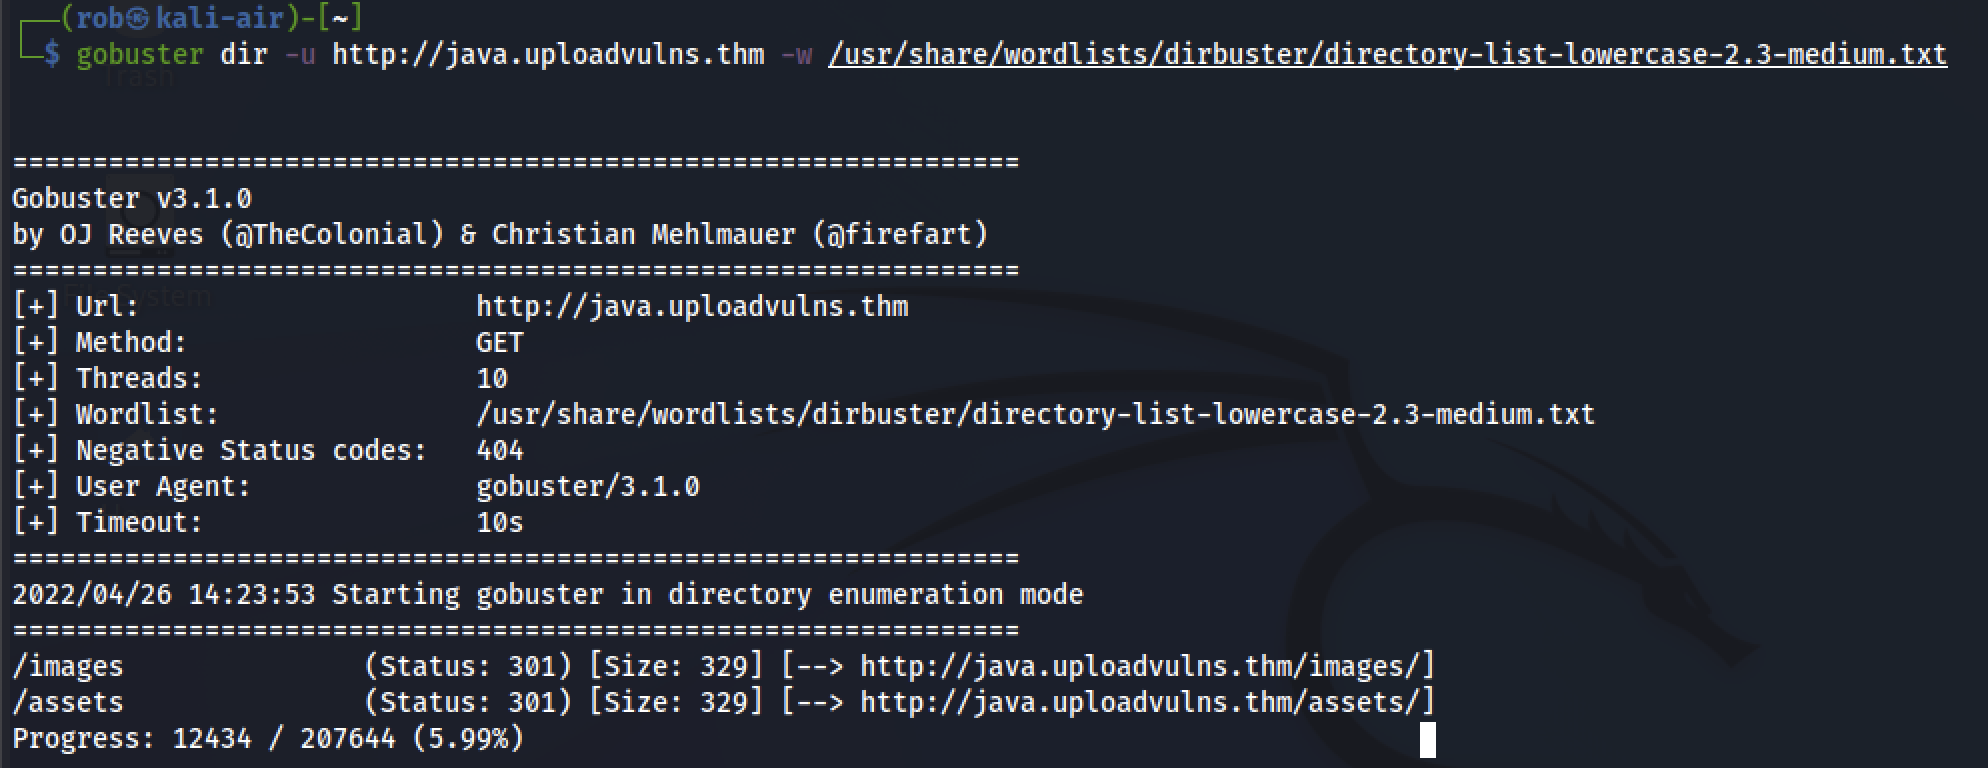 ┌──(rob㉿kali-air)-[~]
└─$ gobuster dir -u http://java.uploadvulns.thm -w /usr/share/wordlists/dirbuster/directory-list-lowercase-2.3-medium.txt
Trash
===============================================================
Gobuster v3.1.0
by OJ Reeves (@TheColonial) & Christian Mehlmauer (@firefart)
===============================================================
[+] Url:                     http://java.uploadvulns.thm
File System
[+] Method:                  GET
[+] Threads:                 10
[+] Wordlist:                /usr/share/wordlists/dirbuster/directory-list-lowercase-2.3-medium.txt
[+] Negative Status codes:   404
[+] User Agent:              gobuster/3.1.0
[+] Timeout:                 10s
===============================================================
2022/04/26 14:23:53 Starting gobuster in directory enumeration mode
===============================================================
/images               (Status: 301) [Size: 329] [--> http://java.uploadvulns.thm/images/]
/assets               (Status: 301) [Size: 329] [--> http://java.uploadvulns.thm/assets/]
Progress: 12434 / 207644 (5.99%)